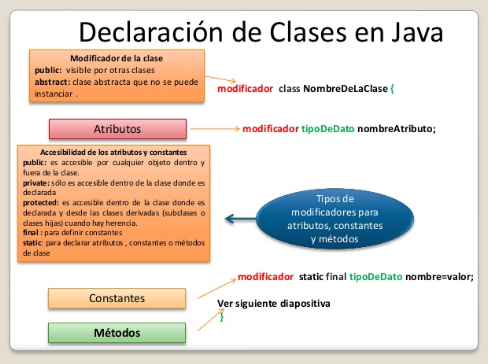 Declaración de Clases en Java
Modificador de la clase
public: visible por otras clases
abstract: clase abstracta que no se puede
instanciar .
modificador class NombreDeLaClase {
Atributos
modificador tipoDeDato nombreAtributo;
Accesibilidad de los atributos y constantes
public: es accesible por cualquier objeto dentro y
fuera de la clase.
private: sólo es accesible dentro de la clase donde es
declarada
protected: es accesible dentro de la clase donde es
declarada y desde las clases derivadas (subclases o
clases hijas) cuando hay herencia.
final : para definir constantes
static: para declarar atributos , constantes o métodos
de clase
Tipos de
modificadores para
atributos, constantes
y métodos
modificador static final tipoDeDato nombre=valor;
Constantes
Ver siguiente diapositiva
}
Métodos